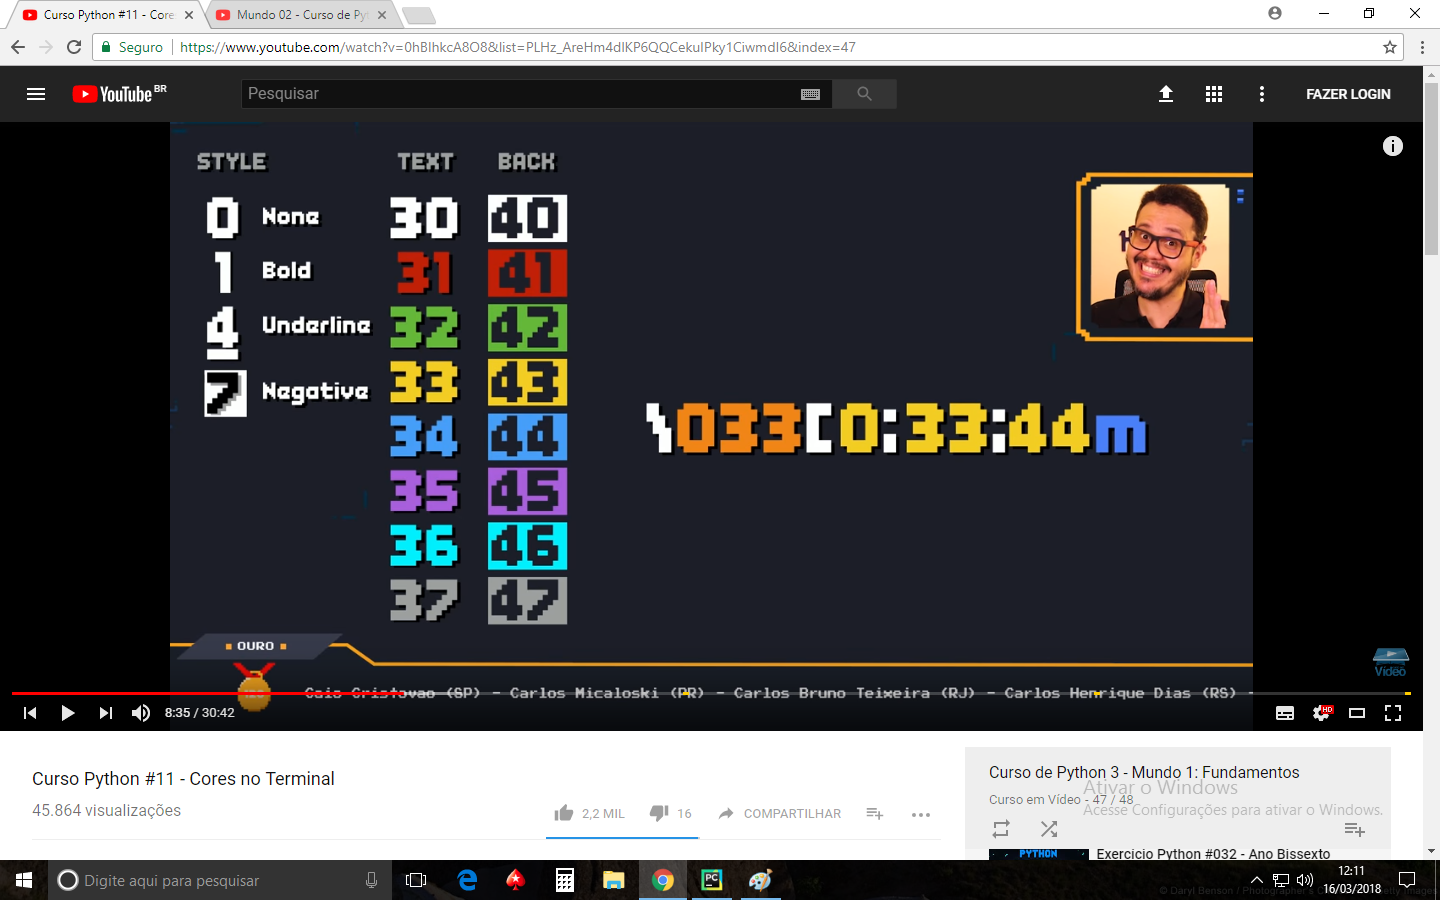 Curso Python #11 - Core
Mundo 02 - Curso de Py
Seguro
https://www.youtube.com/watch?v=0hBIhkcA8O8&list=PLHz_AreHm4dlKP6QQCekuIPky1CiwmdI6&index=47
YouTube BR
Pesquisar
FAZER LOGIN
STYLE TEXT BACK
0 None 30 40
1 Bold 31 41
4 Underline 32 42
7 Negative 33 43
34 44
35 45
36 46
37 47
\033[0:33:44m
OURO
Caio Cristovao (SP) - Carlos Micaloski (PR) - Carlos Bruno Teixeira (RJ) - Carlos Henrique Dias (RS) -
Vídeo
8:35 / 30:42
HD
Curso Python #11 - Cores no Terminal
45.864 visualizações
2,2 MIL
16
COMPARTILHAR
Curso de Python 3 - Mundo 1: Fundamentos
Curso em Vídeo - 47 / 48
Ativar o Windows
Acesse Configurações para ativar o Windows.
PYTHON
Exercício Python #032 - Ano Bissexto
Digite aqui para pesquisar
PC
12:11
16/03/2018